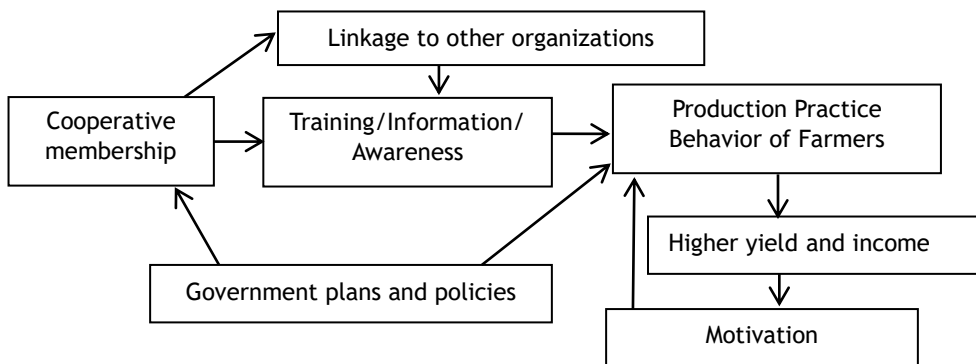 Linkage to other organizations
Cooperative
membership
Training/Information/
Awareness
Production Practice
Behavior of Farmers
Higher yield and income
Government plans and policies
Motivation